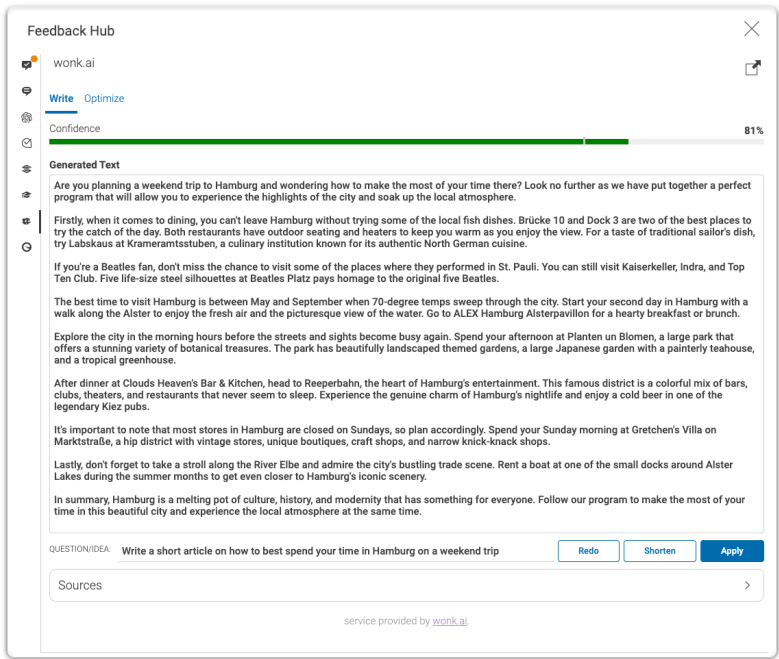 Feedback Hub
wonk.ai
Write Optimize
Confidence
81%
Generated Text
Are you planning a weekend trip to Hamburg and wondering how to make the most of your time there? Look no further as we have put together a perfect
program that will allow you to experience the highlights of the city and soak up the local atmosphere.
Firstly, when it comes to dining, you can't leave Hamburg without trying some of the local fish dishes. Brücke 10 and Dock 3 are two of the best places to
try the catch of the day. Both restaurants have outdoor seating and heaters to keep you warm as you enjoy the view. For a taste of traditional sailor's dish,
try Labskaus at Krameramtsstuben, a culinary institution known for its authentic North German cuisine.
If you're a Beatles fan, don't miss the chance to visit some of the places where they performed in St. Pauli. You can still visit Kaiserkeller, Indra, and Top
Ten Club. Five life-size steel silhouettes at Beatles Platz pays homage to the original five Beatles.
The best time to visit Hamburg is between May and September when 70-degree temps sweep through the city. Start your second day in Hamburg with a
walk along the Alster to enjoy the fresh air and the picturesque view of the water. Go to ALEX Hamburg Alsterpavillon for a hearty breakfast or brunch.
Explore the city in the morning hours before the streets and sights become busy again. Spend your afternoon at Planten un Blomen, a large park that
offers a stunning variety of botanical treasures. The park has beautifully landscaped themed gardens, a large Japanese garden with a painterly teahouse,
and a tropical greenhouse.
After dinner at Clouds Heaven's Bar & Kitchen, head to Reeperbahn, the heart of Hamburg's entertainment. This famous district is a colorful mix of bars,
clubs, theaters, and restaurants that never seem to sleep. Experience the genuine charm of Hamburg's nightlife and enjoy a cold beer in one of the
legendary Kiez pubs.
It's important to note that most stores in Hamburg are closed on Sundays, so plan accordingly. Spend your Sunday morning at Gretchen's Villa on
Marktstraße, a hip district with vintage stores, unique boutiques, craft shops, and narrow knick-knack shops.
Lastly, don't forget to take a stroll along the River Elbe and admire the city's bustling trade scene. Rent a boat at one of the small docks around Alster
Lakes during the summer months to get even closer to Hamburg's iconic scenery.
In summary, Hamburg is a melting pot of culture, history, and modernity that has something for everyone. Follow our program to make the most of your
time in this beautiful city and experience the local atmosphere at the same time.
QUESTION/IDEA: Write a short article on how to best spend your time in Hamburg on a weekend trip
Redo Shorten Apply
Sources
service provided by wonk.ai.